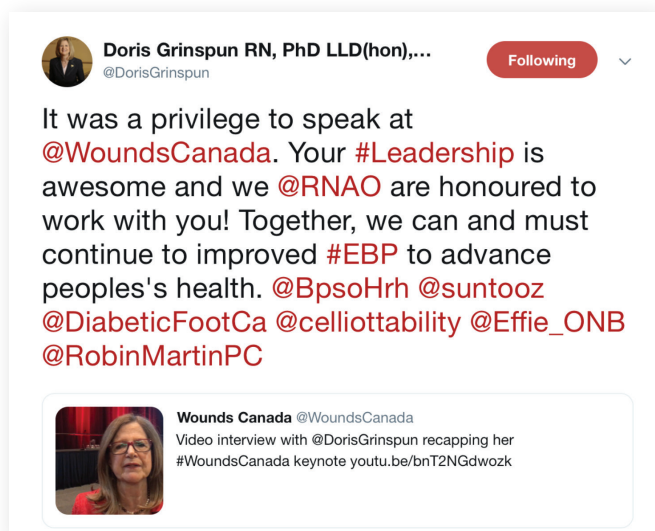 Doris Grinspun RN, PhD LLD(hon),...
@DorisGrinspun
Following
It was a privilege to speak at
@WoundsCanada. Your #Leadership is
awesome and we @RNAO are honoured to
work with you! Together, we can and must
continue to improved #EBP to advance
peoples's health. @BpsoHrh @suntooz
@DiabeticFootCa @celliottability @Effie_ONB
@RobinMartinPC
Wounds Canada @WoundsCanada
Video interview with @DorisGrinspun recapping her
#WoundsCanada keynote youtu.be/bnT2NGdwozk